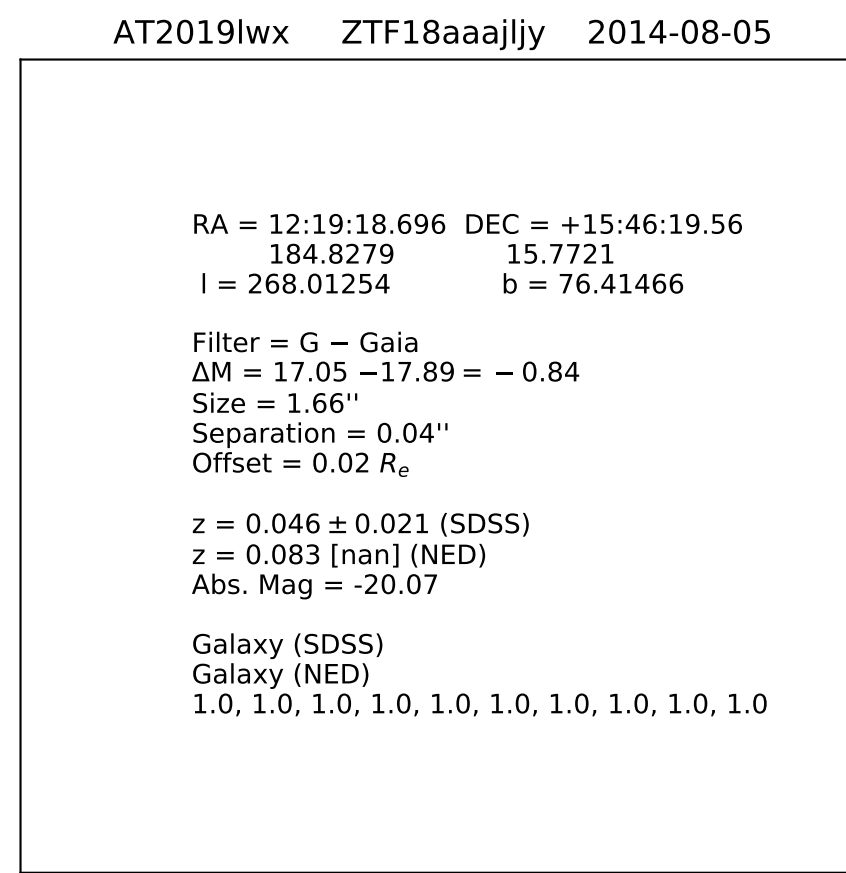 AT2019lwx ZTF18aaajljy 2014-08-05
RA = 12:19:18.696 DEC = +15:46:19.56
184.8279 15.7721
l = 268.01254 b = 76.41466
Filter = G − Gaia
ΔM = 17.05 −17.89 = − 0.84
Size = 1.66''
Separation = 0.04''
Offset = 0.02 Rₑ
z = 0.046 ± 0.021 (SDSS)
z = 0.083 [nan] (NED)
Abs. Mag = -20.07
Galaxy (SDSS)
Galaxy (NED)
1.0, 1.0, 1.0, 1.0, 1.0, 1.0, 1.0, 1.0, 1.0, 1.0